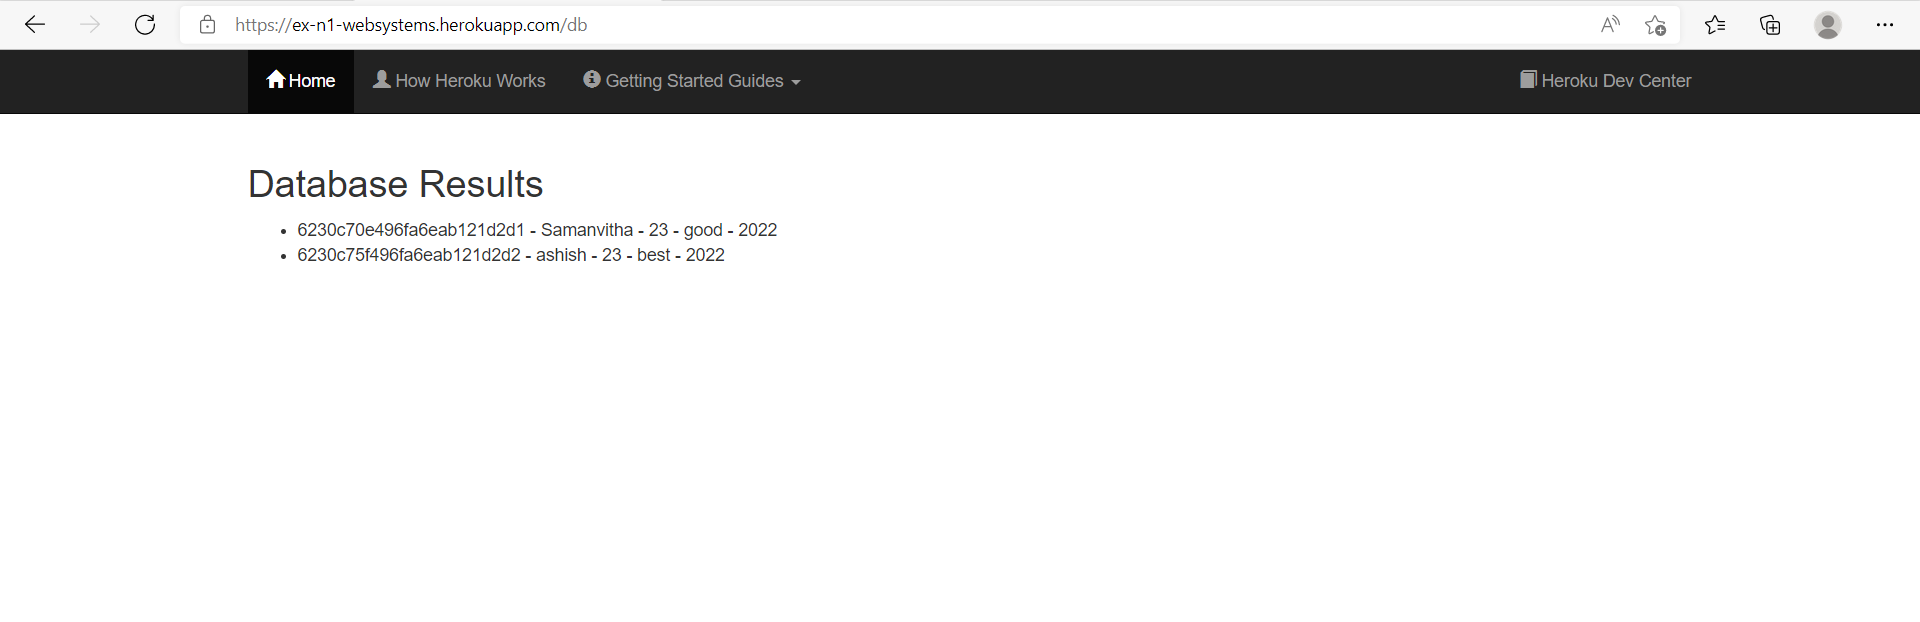 https://ex-n1-websystems.herokuapp.com/db
Home How Heroku Works Getting Started Guides Heroku Dev Center
Database Results
6230c70e496fa6eab121d2d1 - Samanvitha - 23 - good - 2022
6230c75f496fa6eab121d2d2 - ashish - 23 - best - 2022